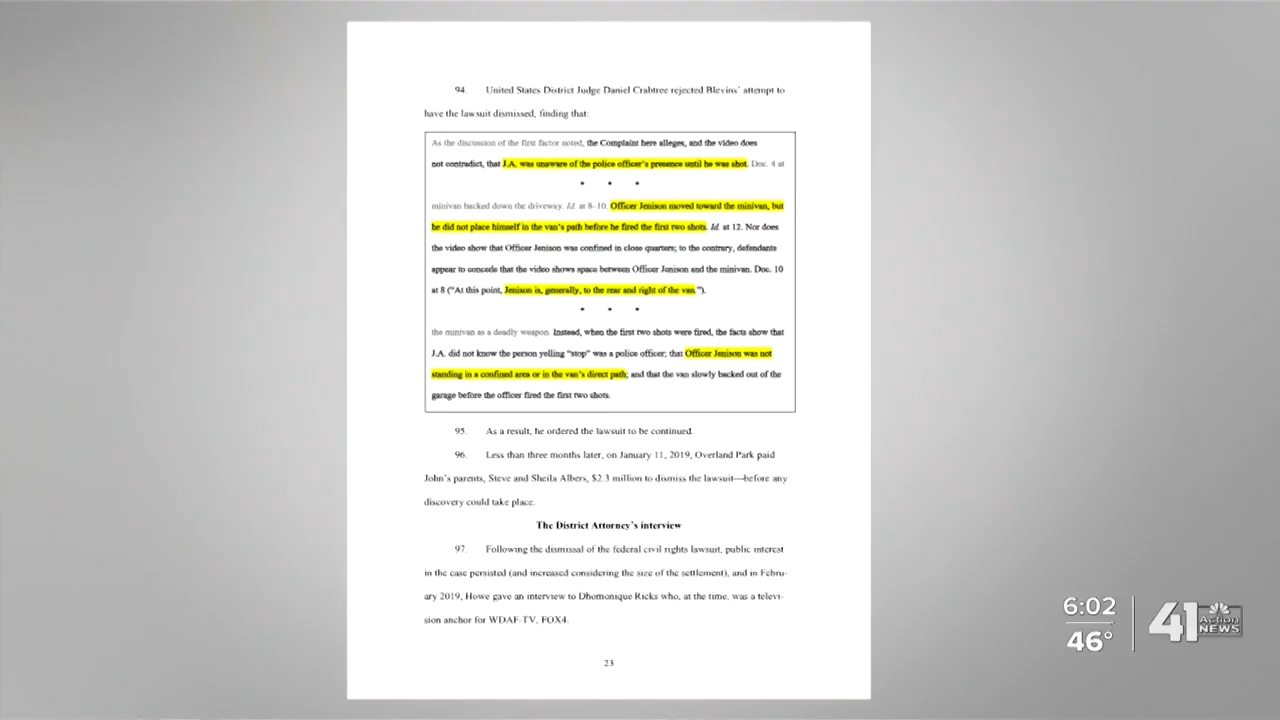 94. United States District Judge Daniel Crabtree rejected Blevins' attempt to
have the lawsuit dismissed, finding that:
As the discussion of the first factor noted, the Complaint here alleges, and the video does
not contradict, that J.A. was unaware of the police officer's presence until he was shot. Doc. 4 at
* * *
minivan backed down the driveway. Id. at 8-10. Officer Jenison moved toward the minivan, but
he did not place himself in the van's path before he fired the first two shots. Id. at 12. Nor does
the video show that Officer Jenison was confined in close quarters; to the contrary, defendants
appear to concede that the video shows space between Officer Jenison and the minivan. Doc. 10
at 8 ("At this point, Jenison is, generally, to the rear and right of the van.").
* * *
the minivan as a deadly weapon. Instead, when the first two shots were fired, the facts show that
J.A. did not know the person yelling "stop" was a police officer; that Officer Jenison was not
standing in a confined area or in the van's direct path; and that the van slowly backed out of the
garage before the officer fired the first two shots.
95. As a result, he ordered the lawsuit to be continued.
96. Less than three months later, on January 11, 2019, Overland Park paid
John's parents, Steve and Sheila Albers, $2.3 million to dismiss the lawsuit—before any
discovery could take place.
The District Attorney's interview
97. Following the dismissal of the federal civil rights lawsuit, public interest
in the case persisted (and increased considering the size of the settlement), and in Febru-
ary 2019, Howe gave an interview to Dhomonique Ricks who, at the time, was a televi-
sion anchor for WDAF-TV, FOX4.
23
6:02
46°
41 Action NEWS